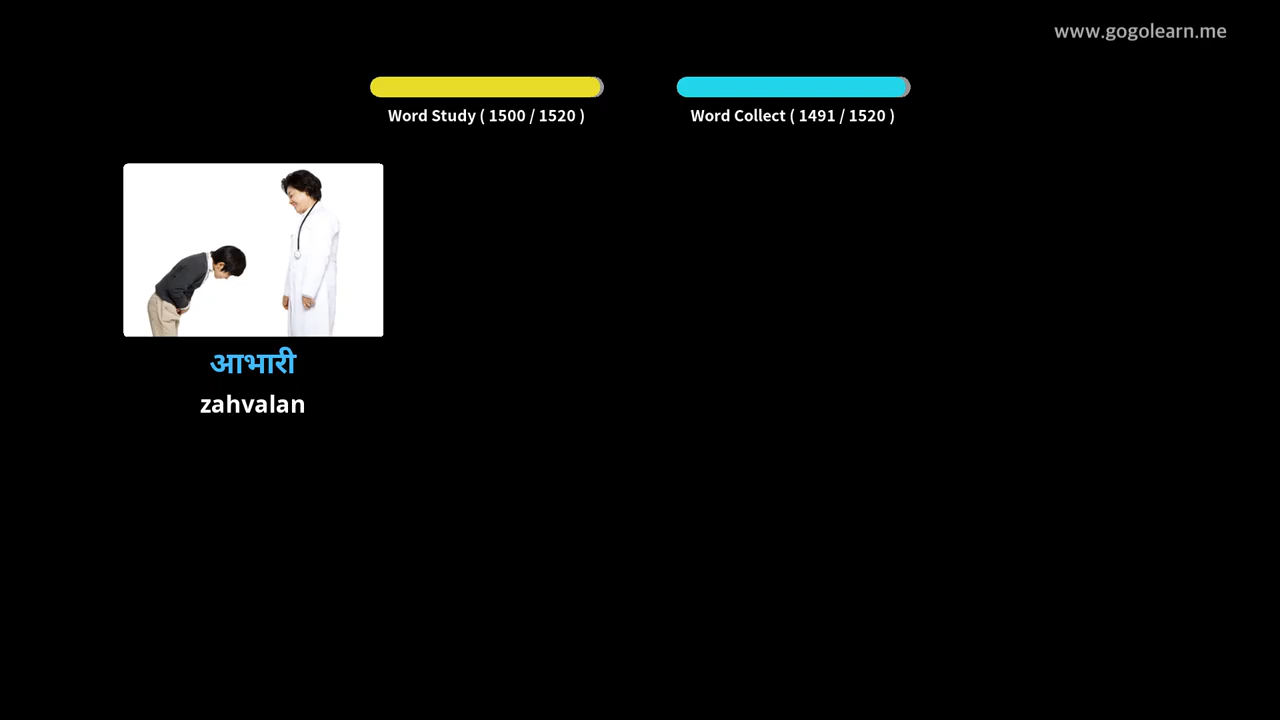 www.gogolearn.me
Word Study ( 1500 / 1520 )
Word Collect ( 1491 / 1520 )
आभारी
zahvalan